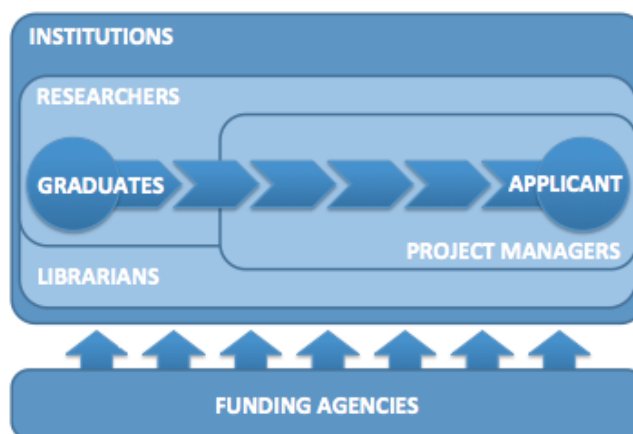 INSTITUTIONS
RESEARCHERS
GRADUATES
APPLICANT
PROJECT MANAGERS
LIBRARIANS
FUNDING AGENCIES